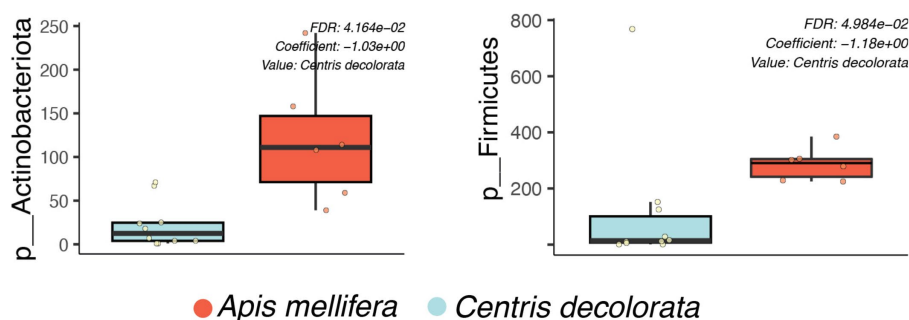 FDR: 4.164e−02
Coefficient: −1.03e+00
Value: Centris decolorata
p__Actinobacteriota
250
200
150
100
50
0
FDR: 4.984e−02
Coefficient: −1.18e+00
Value: Centris decolorata
p__Firmicutes
800
600
400
200
Apis mellifera
Centris decolorata